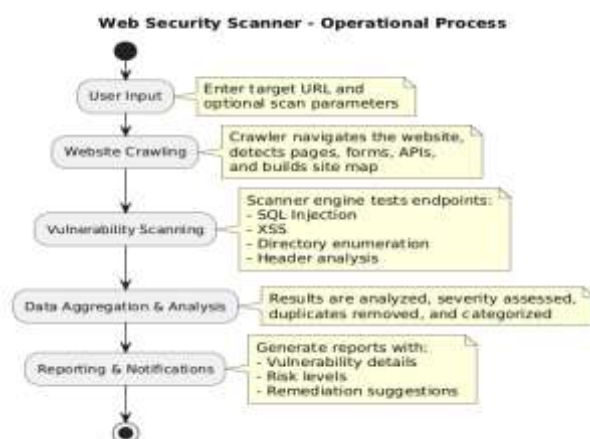 Web Security Scanner - Operational Process
User Input
Enter target URL and
optional scan parameters
Website Crawling
Crawler navigates the website,
detects pages, forms, APIs,
and builds site map
Vulnerability Scanning
Scanner engine tests endpoints:
- SQL Injection
- XSS
- Directory enumeration
- Header analysis
Data Aggregation & Analysis
Results are analyzed, severity assessed,
duplicates removed, and categorized
Reporting & Notifications
Generate reports with:
- Vulnerability details
- Risk levels
- Remediation suggestions